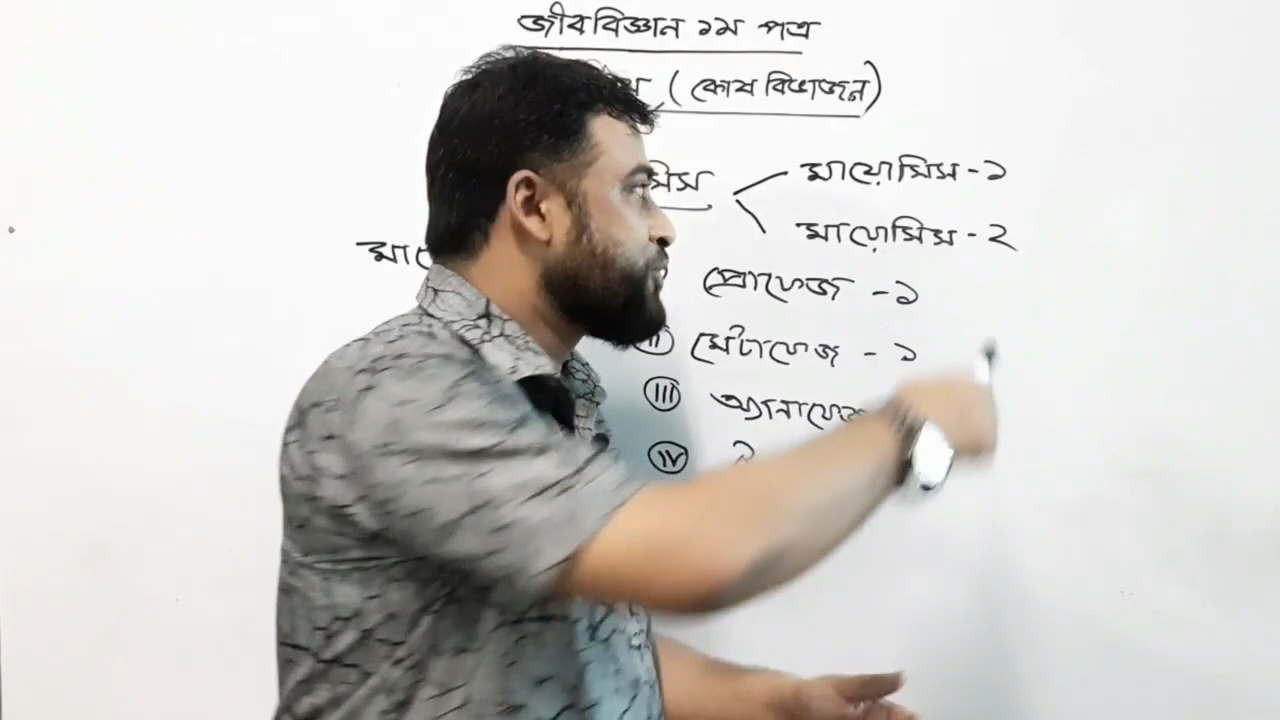 জীববিজ্ঞান ১ম পত্র
(কোষ বিভাজন)
মায়োসিস - ১
মায়োসিস - ২
প্রোফেজ - ১
ii মেটাফেজ - ১
iii অ্যানাফেজ
iv